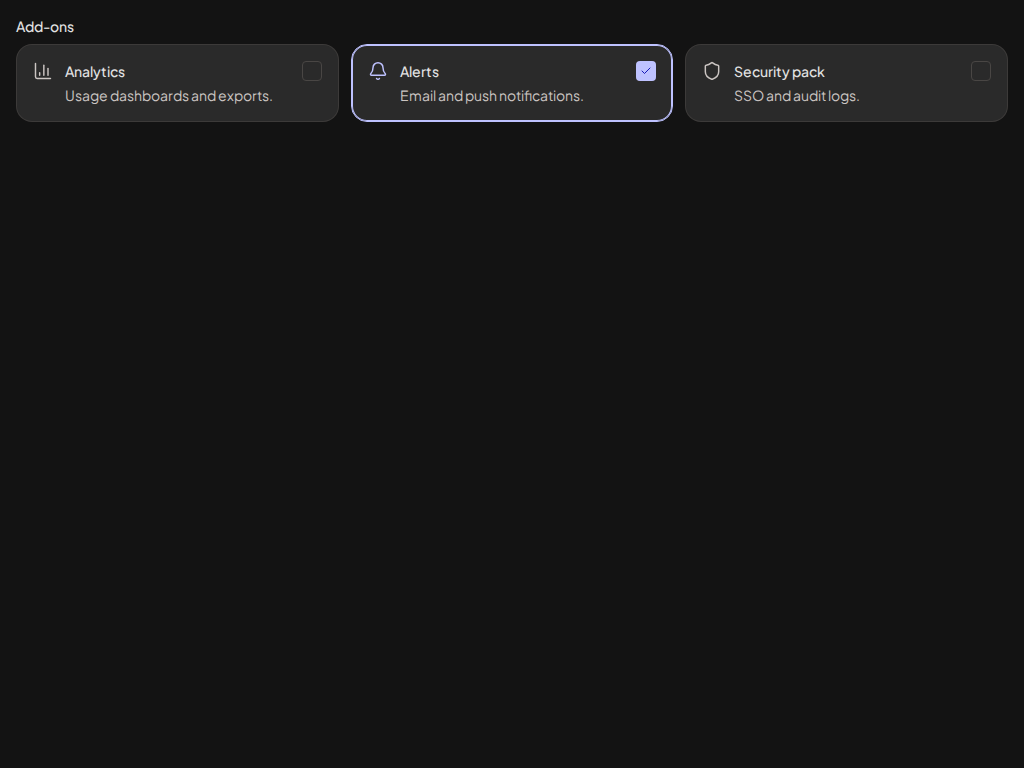 Add-ons
Analytics
Usage dashboards and exports.
Alerts
Email and push notifications.
Security pack
SSO and audit logs.